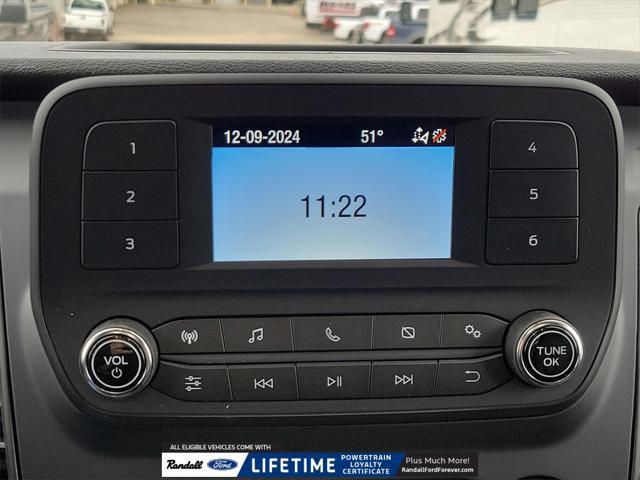 12-09-2024 51°
11:22
1
2
3
4
5
6
VOL
TUNE
OK
ALL ELIGIBLE VEHICLES COME WITH
Randall Ford LIFETIME POWERTRAIN
LOYALTY
CERTIFICATE
Plus Much More!
RandallFordForever.com